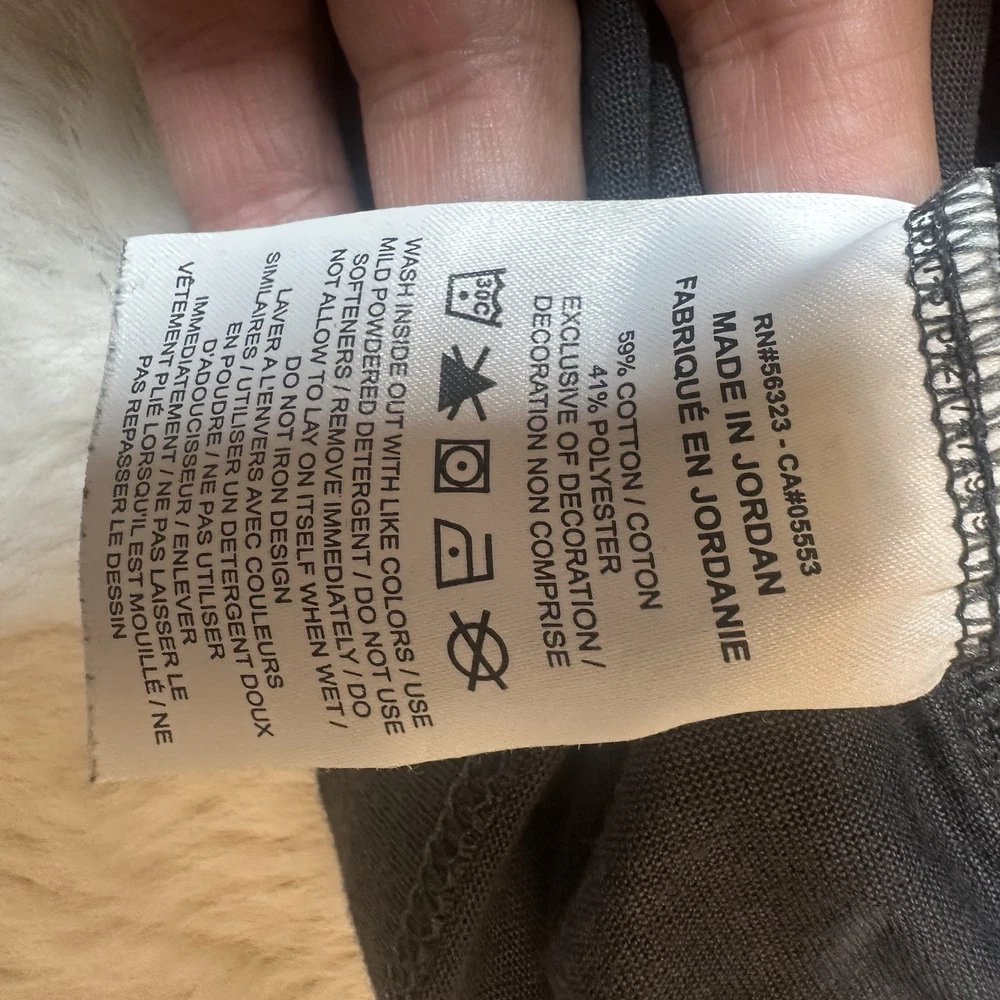 RN#56323 - CA#05553
MADE IN JORDAN
FABRIQUÉ EN JORDANIE
59% COTTON / COTON
41% POLYESTER
EXCLUSIVE OF DECORATION /
DECORATION NON COMPRISE
30C
WASH INSIDE OUT WITH LIKE COLORS / USE
MILD POWDERED DETERGENT / DO NOT USE
SOFTENERS / REMOVE IMMEDIATELY / DO
NOT ALLOW TO LAY ON ITSELF WHEN WET /
DO NOT IRON DESIGN
LAVER A L'ENVERS AVEC COULEURS
SIMILAIRES / UTILISER UN DETERGENT DOUX
EN POUDRE / NE PAS UTILISER
D'ADOUCISSEUR / ENLEVER
IMMEDIATEMENT / NE PAS LAISSER LE
VÊTEMENT PLIÉ LORSQU'IL EST MOUILLÉ / NE
PAS REPASSER LE DESSIN